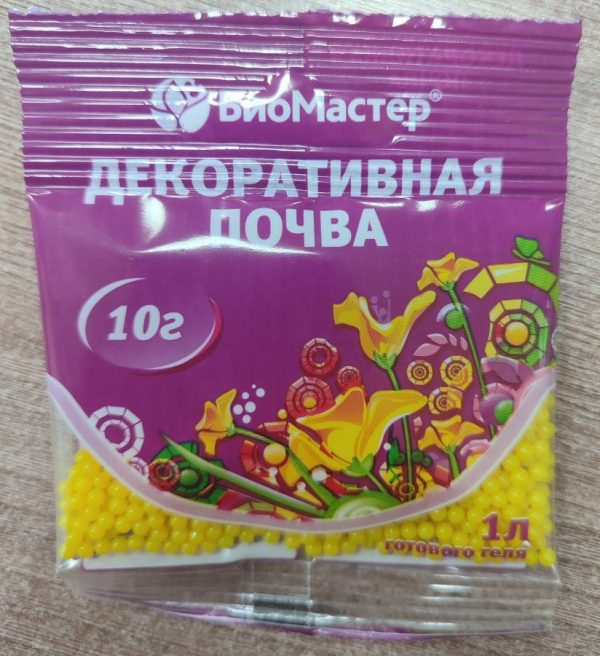 БиоМастер®
ДЕКОРАТИВНАЯ
ПОЧВА
10г
1л
готового геля